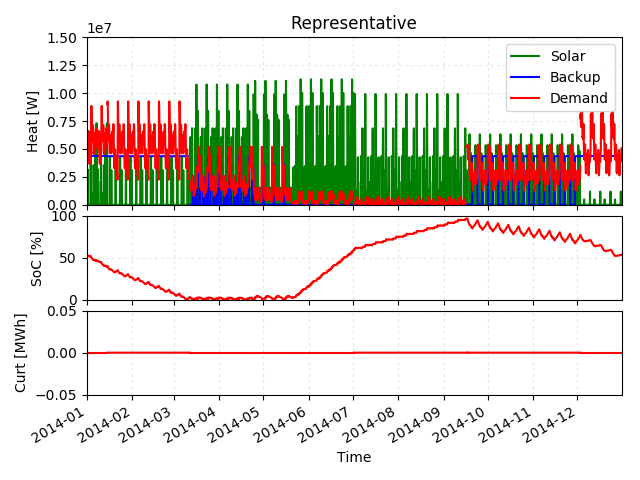 Representative
1e7
1.50
1.25
1.00
0.75
0.50
0.25
0.00
Heat [W]
Solar
Backup
Demand
100
50
0
SoC [%]
0.05
0.00
−0.05
Curt [MWh]
2014-01
2014-02
2014-03
2014-04
2014-05
2014-06
2014-07
2014-08
2014-09
2014-10
2014-11
2014-12
Time